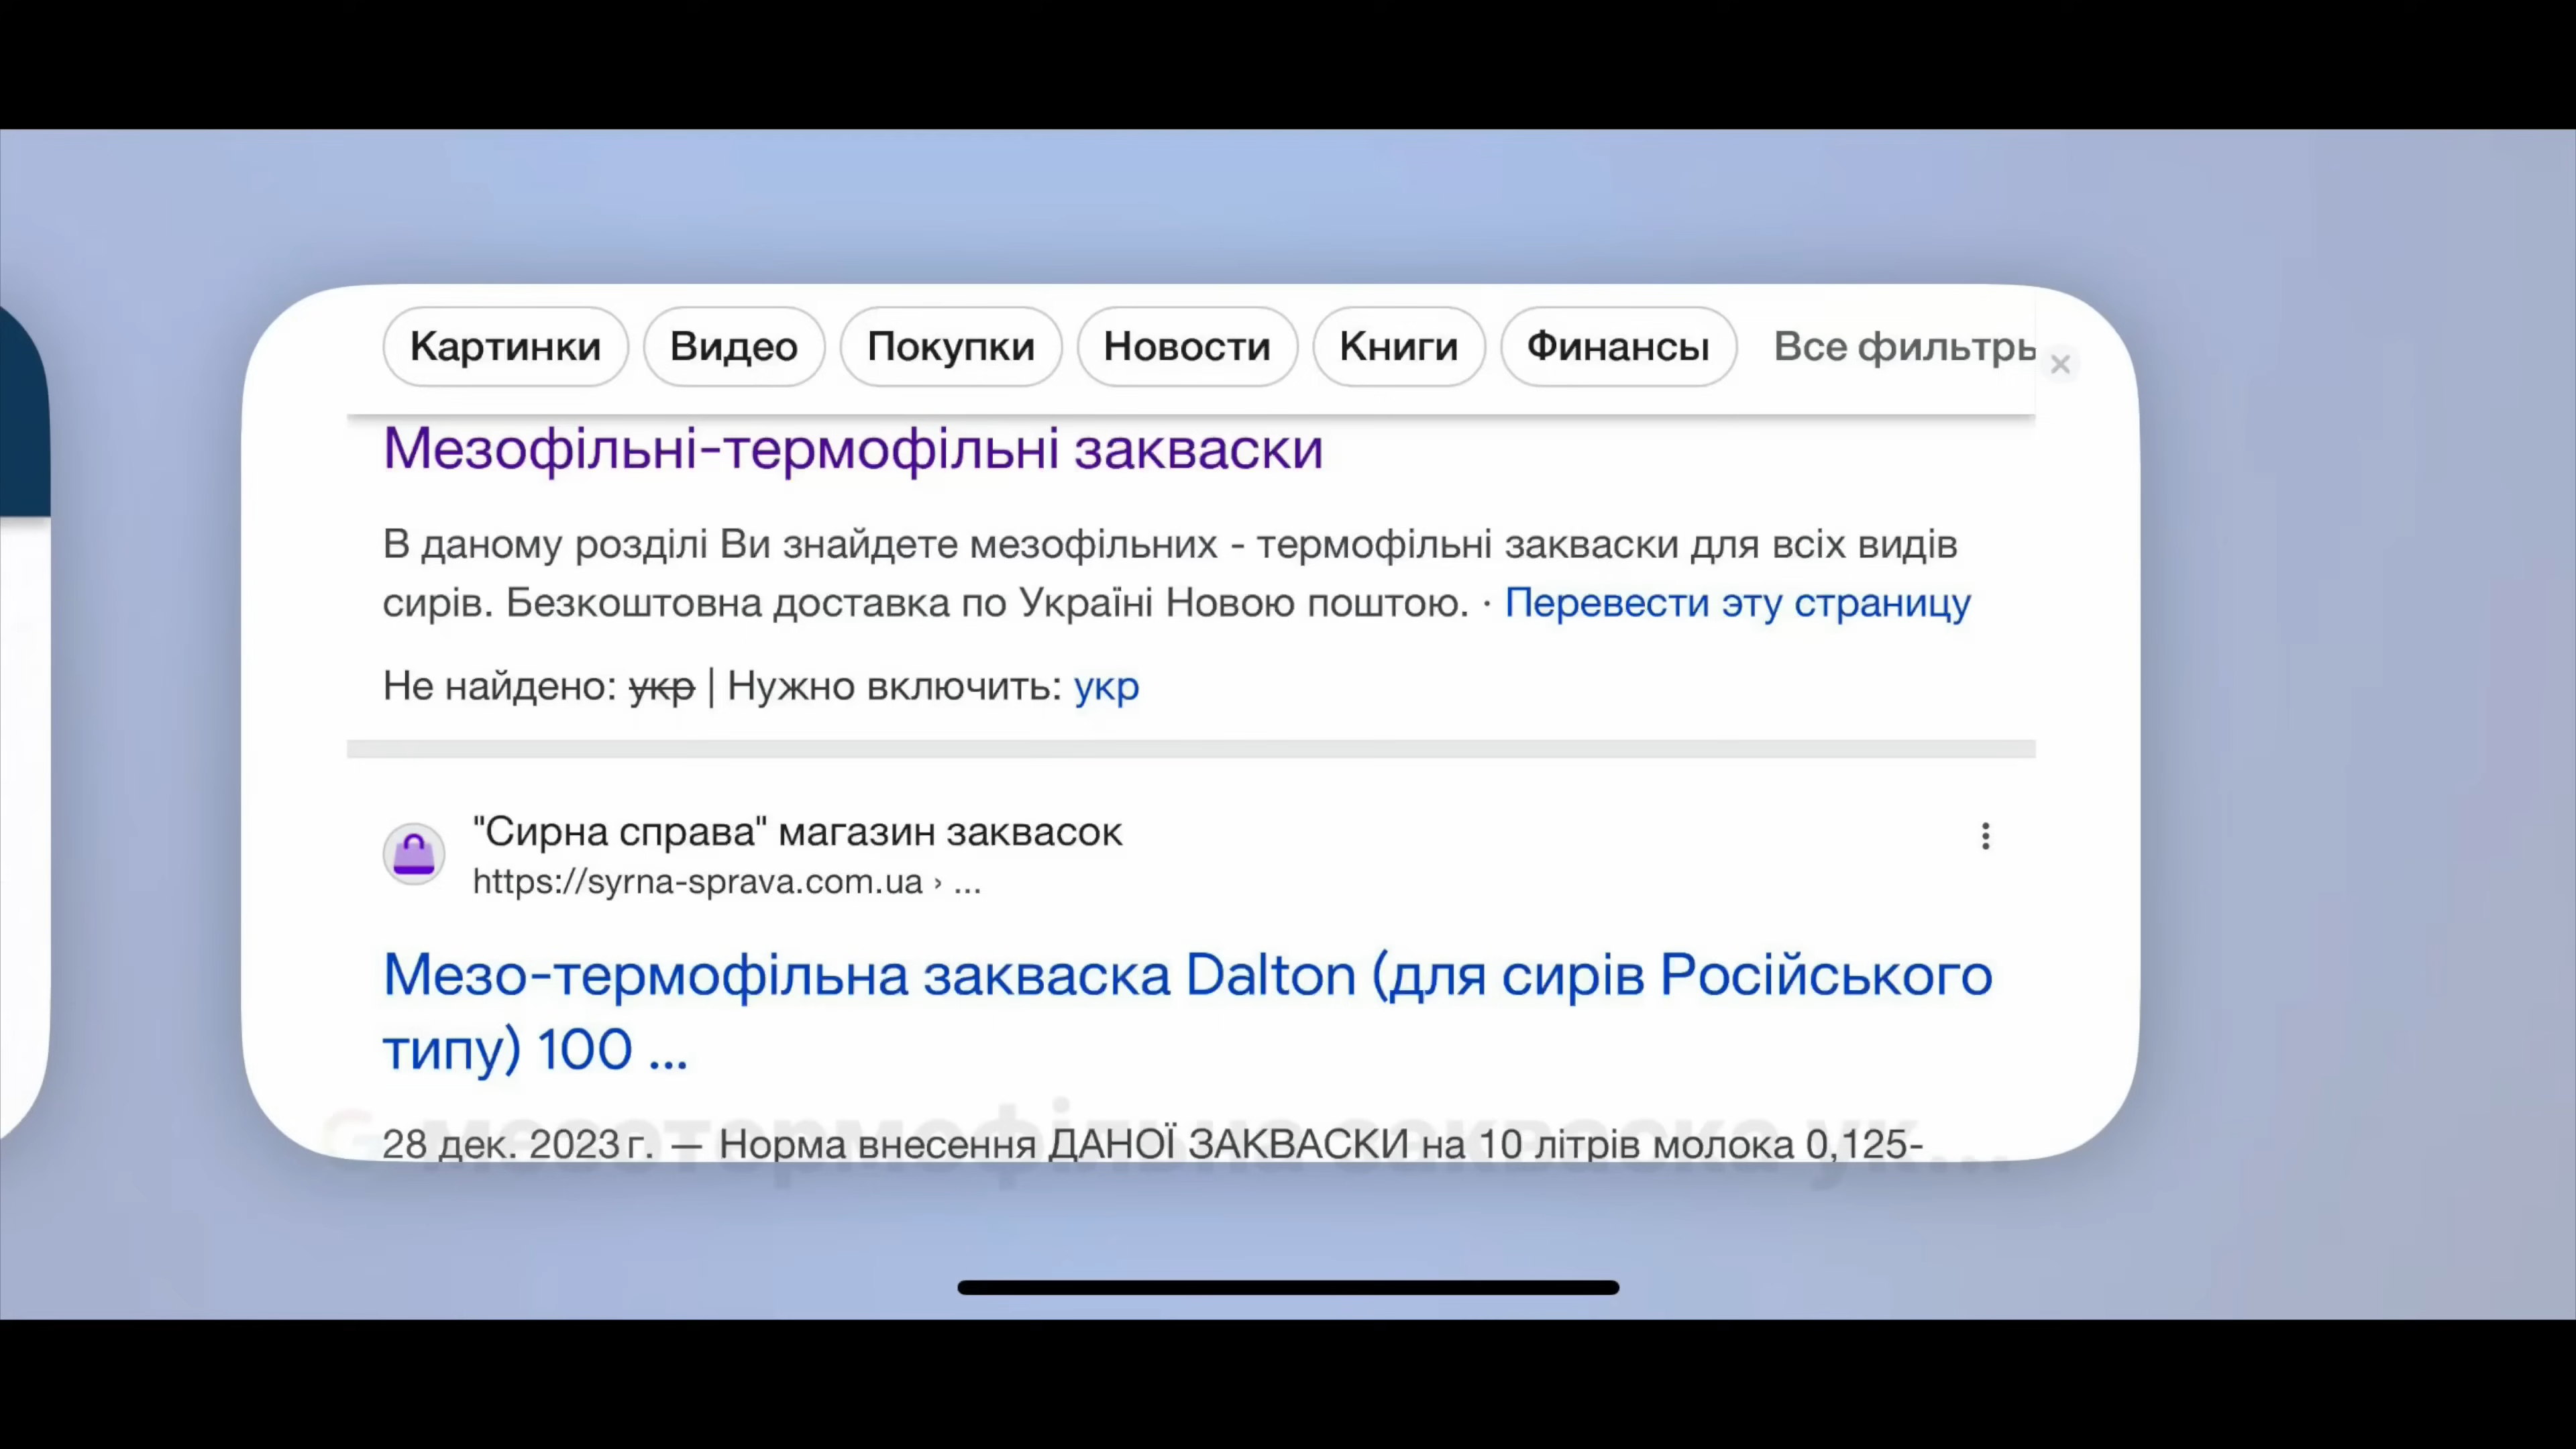 Картинки Видео Покупки Новости Книги Финансы Все фильтры
Мезофільні-термофільні закваски
В даному розділі Ви знайдете мезофільних - термофільні закваски для всіх видів
сирів. Безкоштовна доставка по Україні Новою поштою. · Перевести эту страницу
Не найдено: укр | Нужно включить: укр
"Сирна справа" магазин заквасок
https://syrna-sprava.com.ua › ...
Мезо-термофільна закваска Dalton (для сирів Російського
типу) 100 ...
28 дек. 2023 г. — Норма внесення ДАНОЇ ЗАКВАСКИ на 10 літрів молока 0,125-
мезотермофільна закваска ук...